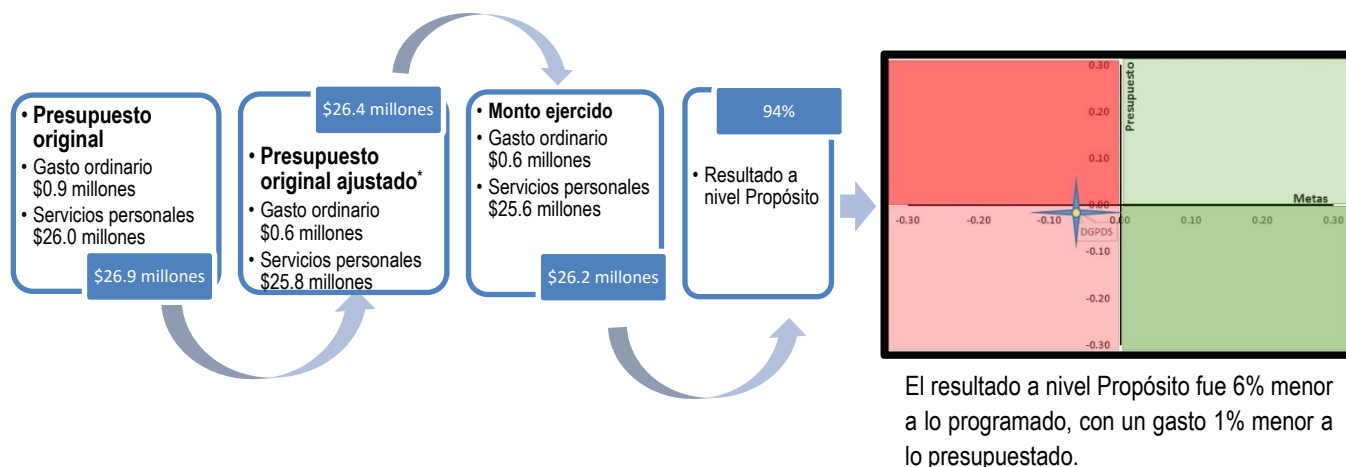 • Presupuesto
original
• Gasto ordinario
$0.9 millones
• Servicios personales
$26.0 millones
$26.9 millones
$26.4 millones
• Presupuesto
original ajustado*
• Gasto ordinario
$0.6 millones
• Servicios personales
$25.8 millones
• Monto ejercido
• Gasto ordinario
$0.6 millones
• Servicios personales
$25.6 millones
$26.2 millones
94%
• Resultado a
nivel Propósito
Presupuesto
0.30
0.20
0.10
0.00
Metas
-0.30 -0.20 -0.10 0.00 0.10 0.20 0.30
DGPDS
-0.10
-0.20
-0.30
El resultado a nivel Propósito fue 6% menor
a lo programado, con un gasto 1% menor a
lo presupuestado.